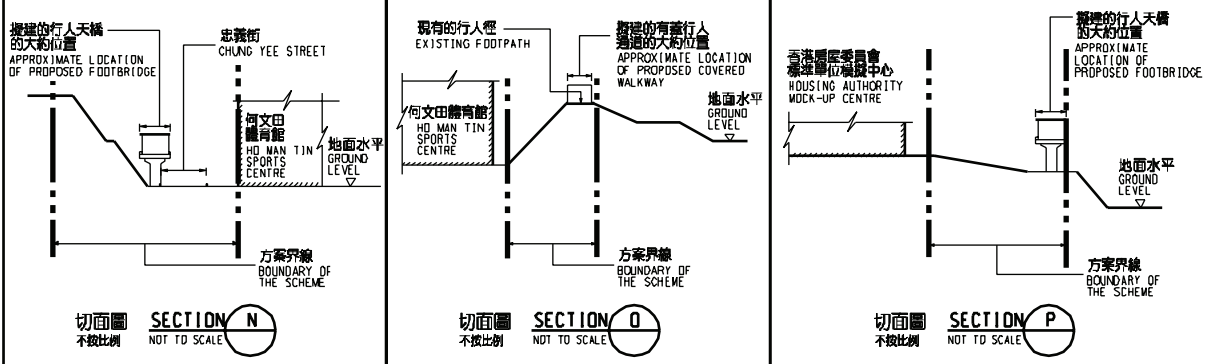 擬建的行人天橋
的大約位置
APPROXIMATE LOCATION
OF PROPOSED FOOTBRIDGE
忠義街
CHUNG YEE STREET
何文田
體育館
HO MAN TIN
SPORTS
CENTRE
地面水平
GROUND
LEVEL
方案界線
BOUNDARY OF
THE SCHEME
切面圖
不按比例
SECTION N
NOT TO SCALE
現有的行人徑
EXISTING FOOTPATH
擬建的有蓋行人
通道的大約位置
APPROXIMATE LOCATION
OF PROPOSED COVERED
WALKWAY
何文田體育館
HO MAN TIN
SPORTS
CENTRE
地面水平
GROUND
LEVEL
方案界線
BOUNDARY OF
THE SCHEME
切面圖
不按比例
SECTION O
NOT TO SCALE
香港房屋委員會
標準單位模擬中心
HOUSING AUTHORITY
MOCK-UP CENTRE
擬建的行人天橋
的大約位置
APPROXIMATE
LOCATION OF
PROPOSED FOOTBRIDGE
地面水平
GROUND
LEVEL
方案界線
BOUNDARY OF
THE SCHEME
切面圖
不按比例
SECTION P
NOT TO SCALE